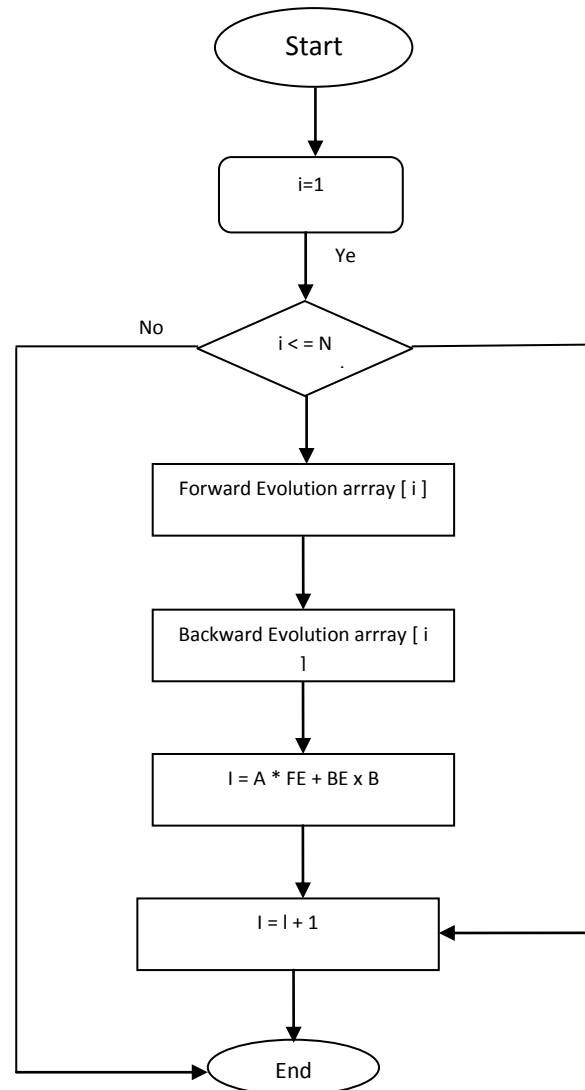 Start
i=1
Ye
No
i < = N
.
Forward Evolution arrray [ i ]
Backward Evolution arrray [ i
]
I = A * FE + BE x B
I = l + 1
End